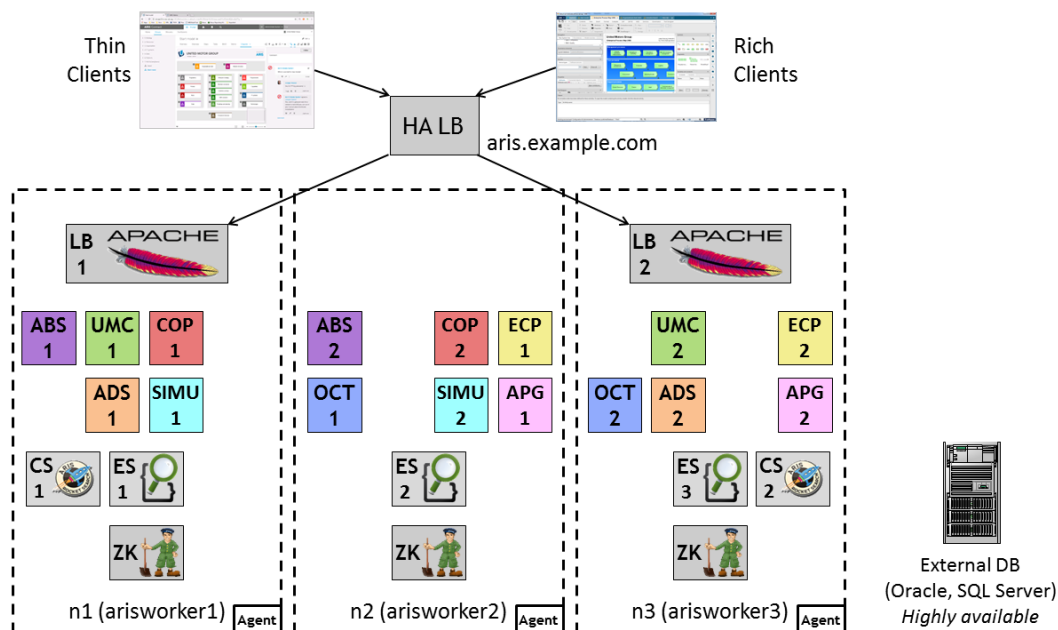 Thin
Clients
Rich
Clients
HA LB
aris.example.com
LB
1
APACHE
LB
2
APACHE
ABS
1
UMC
1
COP
1
ADS
1
SIMU
1
CS
1
ES
1
ZK
n1 (arisworker1)
Agent
ABS
2
COP
2
ECP
1
OCT
1
SIMU
2
APG
1
ES
2
ZK
n2 (arisworker2)
Agent
UMC
2
ECP
2
OCT
2
ADS
2
APG
2
ES
3
CS
2
ZK
n3 (arisworker3)
Agent
External DB
(Oracle, SQL Server)
Highly available